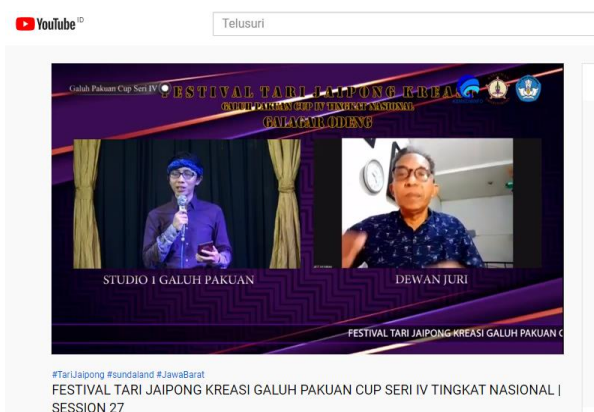 YouTube ID
Telusuri
Galuh Pakuan Cup Seri IV
FESTIVAL TARI JAIPONG KREASI
GALUH PAKUAN CUP IV TINGKAT NASIONAL
GALAGAR ODENG
STUDIO 1 GALUH PAKUAN
DEWAN JURI
FESTIVAL TARI JAIPONG KREASI GALUH PAKUAN C
#TariJaipong #sundaland #JawaBarat
FESTIVAL TARI JAIPONG KREASI GALUH PAKUAN CUP SERI IV TINGKAT NASIONAL |
SESSION 27